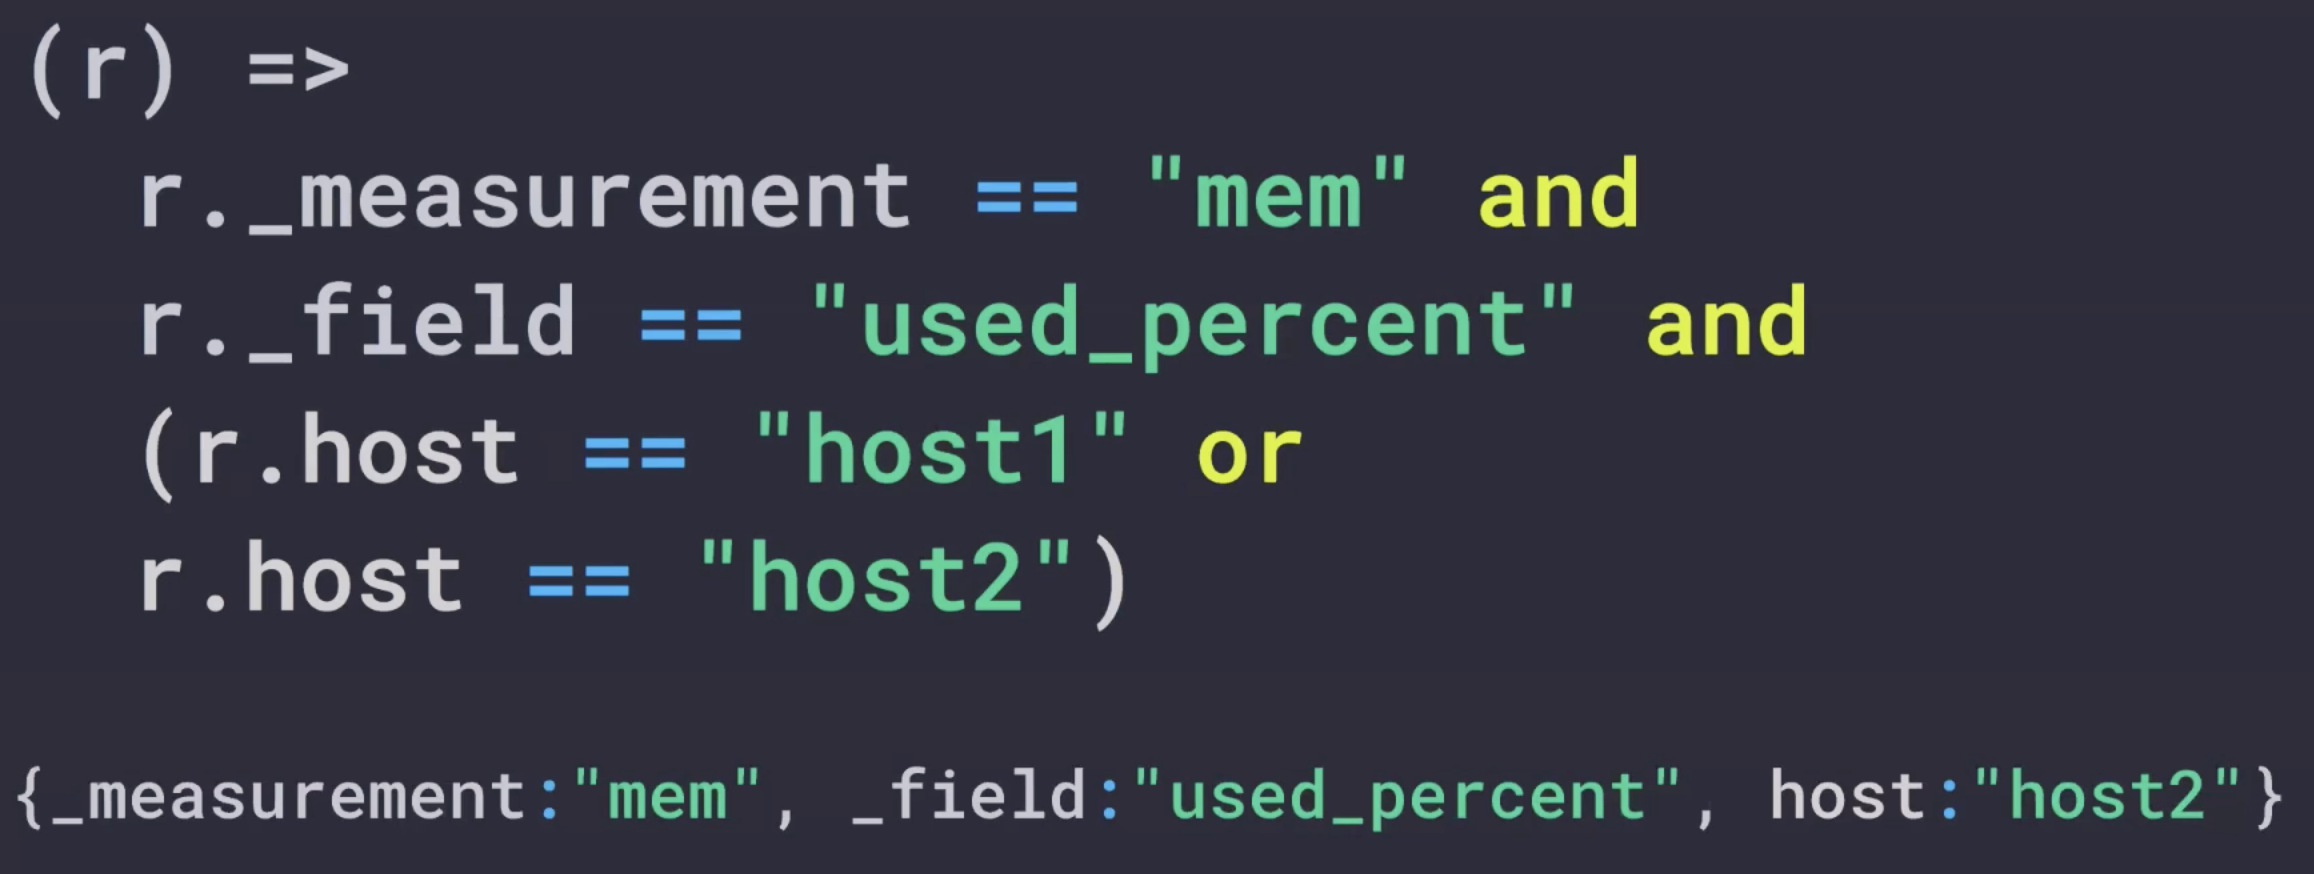 (r) =>
r._measurement == "mem" and
r._field == "used_percent" and
(r.host == "host1" or
r.host == "host2")
{_measurement:"mem", _field:"used_percent", host:"host2"}